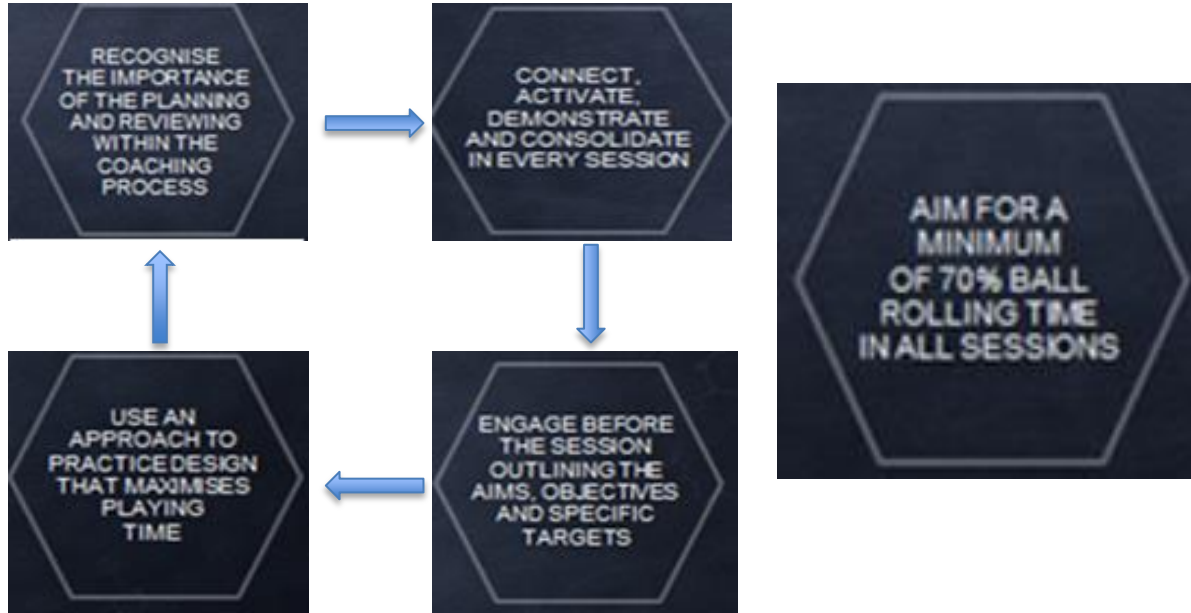 RECOGNISE
THE IMPORTANCE
OF THE PLANNING
AND REVIEWING
WITHIN THE
COACHING
PROCESS
CONNECT,
ACTIVATE,
DEMONSTRATE
AND CONSOLIDATE
IN EVERY SESSION
ENGAGE BEFORE
THE SESSION
OUTLINING THE
AIMS, OBJECTIVES
AND SPECIFIC
TARGETS
USE AN
APPROACH TO
PRACTICE DESIGN
THAT MAXIMISES
PLAYING
TIME
AIM FOR A
MINIMUM
OF 70% BALL
ROLLING TIME
IN ALL SESSIONS